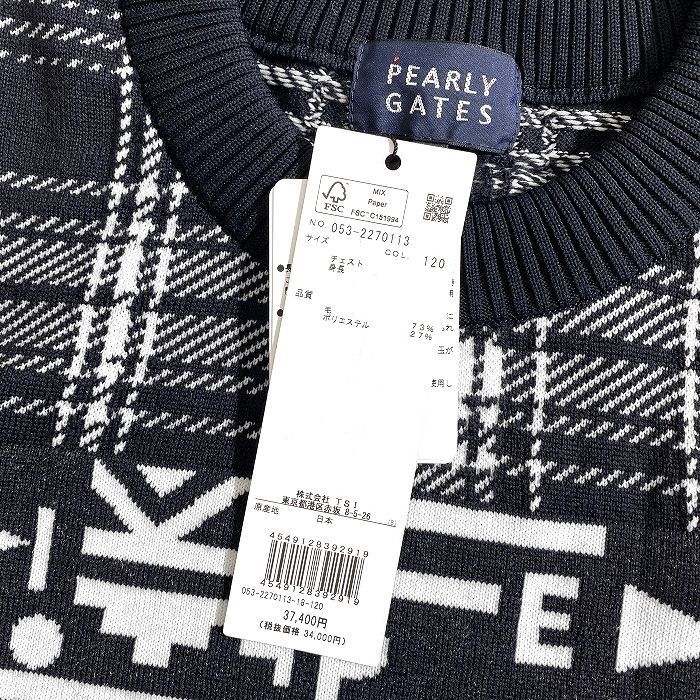 PEARLY
GATES
FSC
MIX
Paper
FSC™ C151994
NO. 053-2270113
サイズ COL. 120
チェスト
身長
品質
毛 73%
ポリエステル 27%
株式会社 TSI
東京都港区赤坂 8-5-26
原産地 日本
4549128392919
4549128392919
053-2270113-18-120
37,400円
(税抜価格 34,000円)
E